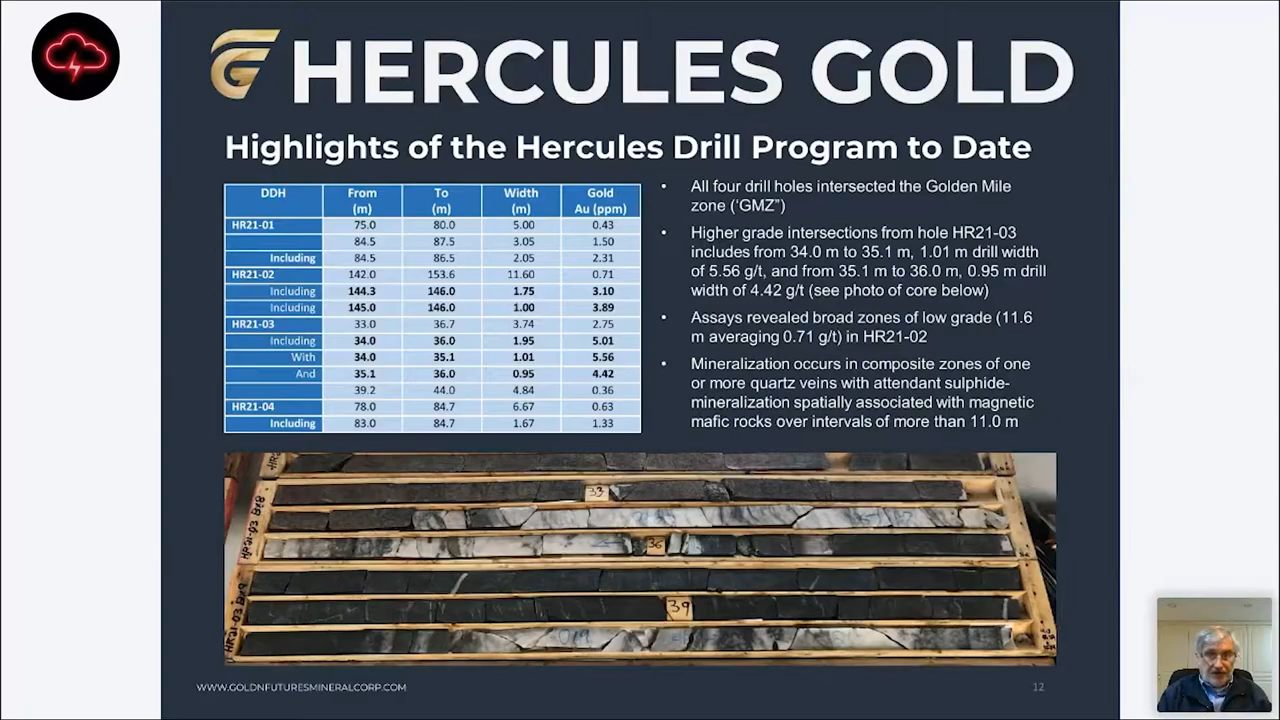 HERCULES GOLD
Highlights of the Hercules Drill Program to Date
DDH From To Width Gold
(m) (m) (m) Au (ppm)
HR21-01 75.0 80.0 5.00 0.43
84.5 87.5 3.05 1.50
Including 84.5 86.5 2.05 2.31
HR21-02 142.0 153.6 11.60 0.71
Including 144.3 146.0 1.75 3.10
Including 145.0 146.0 1.00 3.89
HR21-03 33.0 36.7 3.74 2.75
Including 34.0 36.0 1.95 5.01
With 34.0 35.1 1.01 5.56
And 35.1 36.0 0.95 4.42
39.2 44.0 4.84 0.36
HR21-04 78.0 84.7 6.67 0.63
Including 83.0 84.7 1.67 1.33
• All four drill holes intersected the Golden Mile
zone (‘GMZ”)
• Higher grade intersections from hole HR21-03
includes from 34.0 m to 35.1 m, 1.01 m drill width
of 5.56 g/t, and from 35.1 m to 36.0 m, 0.95 m drill
width of 4.42 g/t (see photo of core below)
• Assays revealed broad zones of low grade (11.6
m averaging 0.71 g/t) in HR21-02
• Mineralization occurs in composite zones of one
or more quartz veins with attendant sulphide-
mineralization spatially associated with magnetic
mafic rocks over intervals of more than 11.0 m
33
36
39
HR21-03 Bx8
HR21-03 Bx9
WWW.GOLDNFUTURESMINERALCORP.COM
12